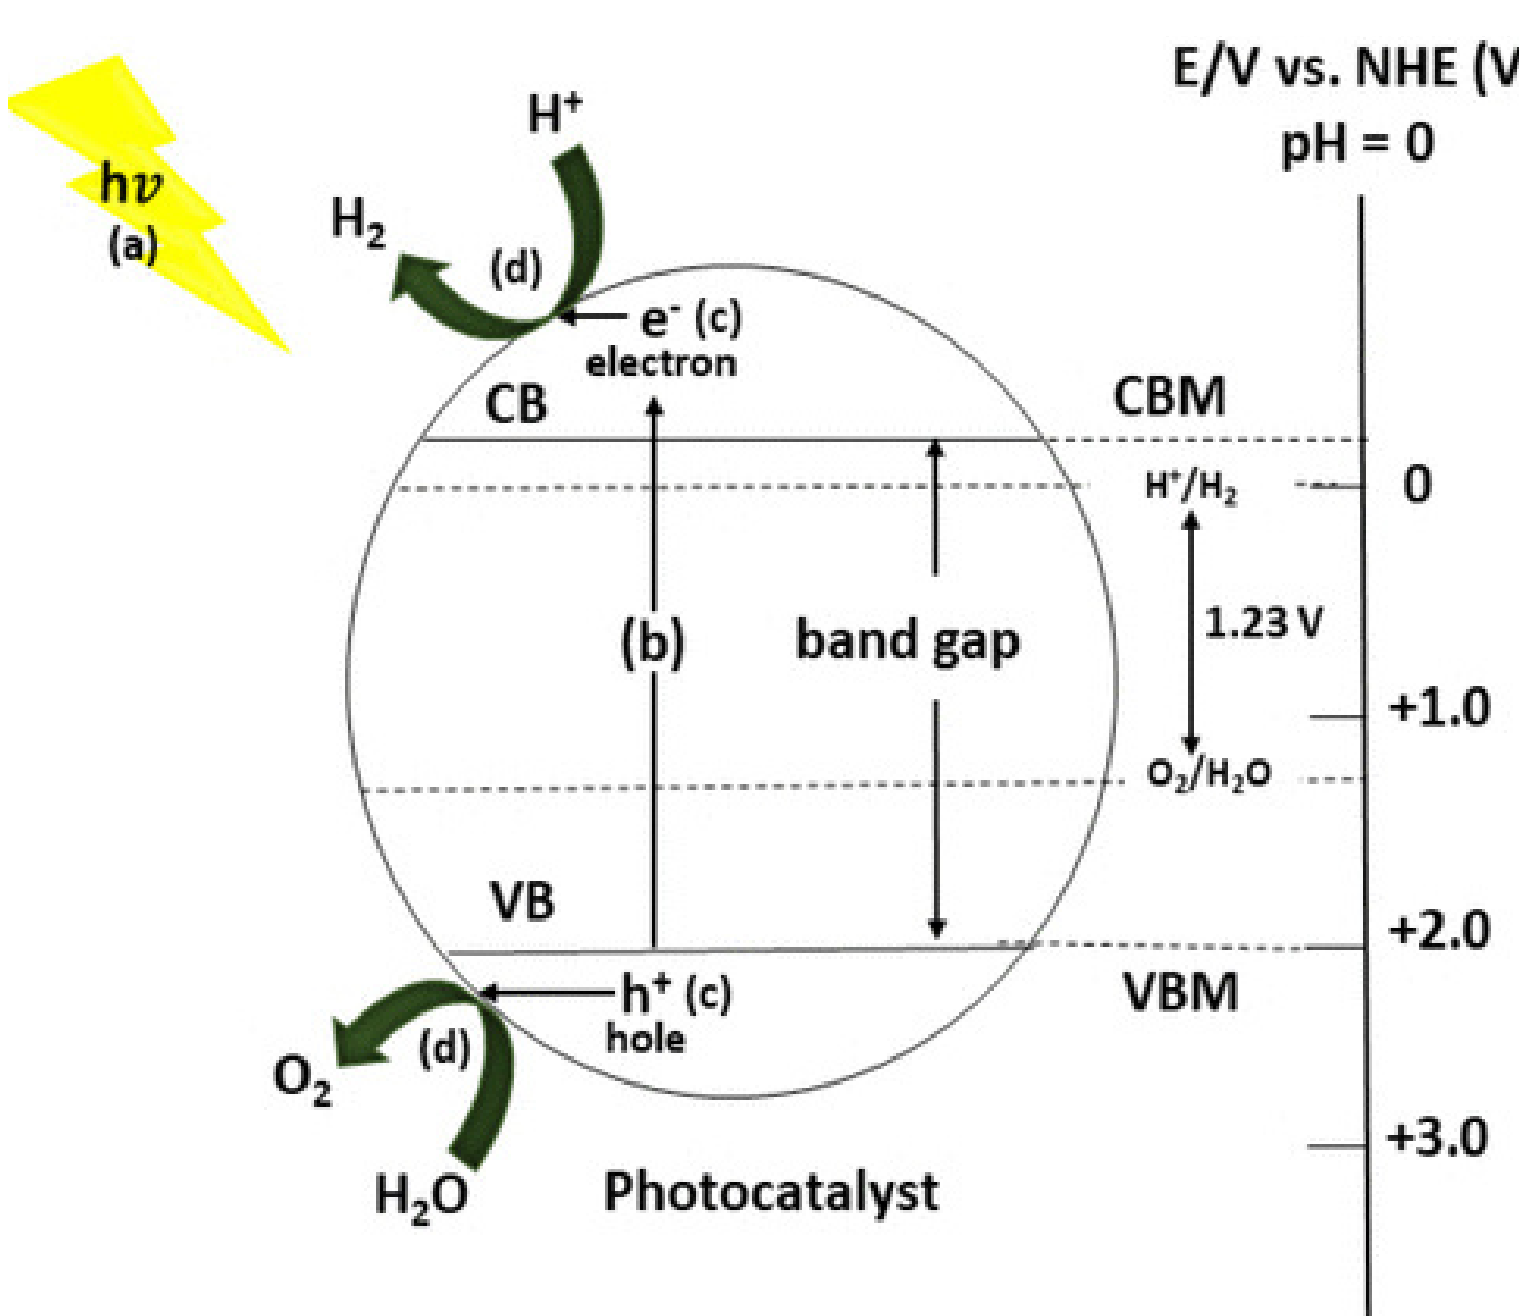 E/V vs. NHE (V
pH = 0
hν
(a)
H⁺
H₂
(d)
e⁻ (c)
electron
CB
CBM
H⁺/H₂
0
(b)
band gap
1.23 V
+1.0
O₂/H₂O
VB
+2.0
VBM
h⁺ (c)
hole
(d)
O₂
+3.0
H₂O
Photocatalyst